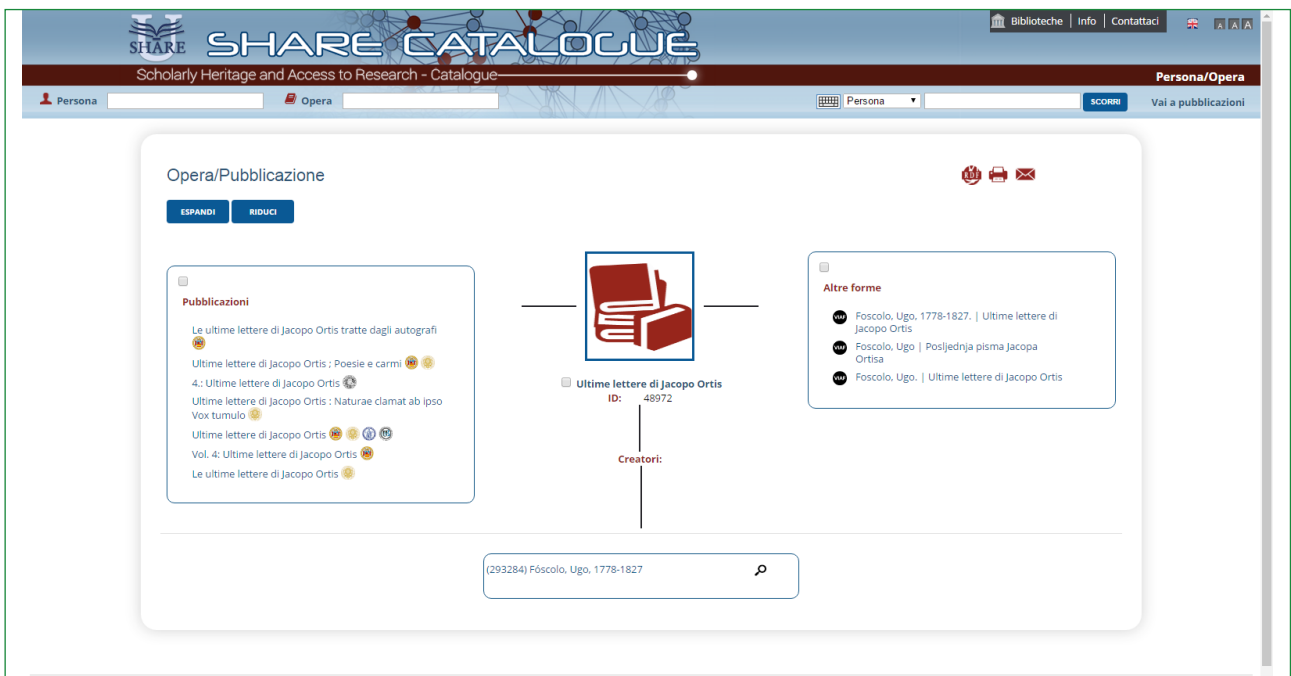 Biblioteche | Info | Contattaci
A A A
SHARE
SHARE CATALOGUE
Scholarly Heritage and Access to Research - Catalogue
Persona/Opera
Persona
Opera
Persona
SCORRI
Vai a pubblicazioni
Opera/Pubblicazione
RDF
ESPANDI
RIDUCI
Pubblicazioni
Le ultime lettere di Jacopo Ortis tratte dagli autografi
Ultime lettere di Jacopo Ortis ; Poesie e carmi
4.: Ultime lettere di Jacopo Ortis
Ultime lettere di Jacopo Ortis : Naturae clamat ab ipso
Vox tumulo
Ultime lettere di Jacopo Ortis
Vol. 4: Ultime lettere di Jacopo Ortis
Le ultime lettere di Jacopo Ortis
Ultime lettere di Jacopo Ortis
ID: 48972
Creatori:
Altre forme
VIAF Foscolo, Ugo, 1778-1827. | Ultime lettere di
Jacopo Ortis
VIAF Foscolo, Ugo | Posljednja pisma Jacopa
Ortisa
VIAF Foscolo, Ugo. | Ultime lettere di Jacopo Ortis
(293284) Fóscolo, Ugo, 1778-1827